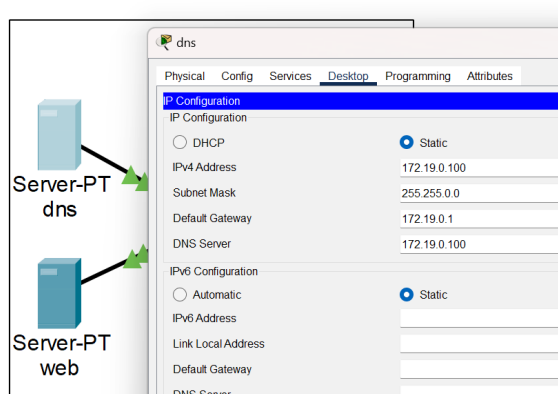 dns
Physical Config Services Desktop Programming Attributes
IP Configuration
IP Configuration
DHCP Static
IPv4 Address 172.19.0.100
Subnet Mask 255.255.0.0
Default Gateway 172.19.0.1
DNS Server 172.19.0.100
IPv6 Configuration
Automatic Static
IPv6 Address
Link Local Address
Default Gateway
DNS Server
Server-PT
dns
Server-PT
web